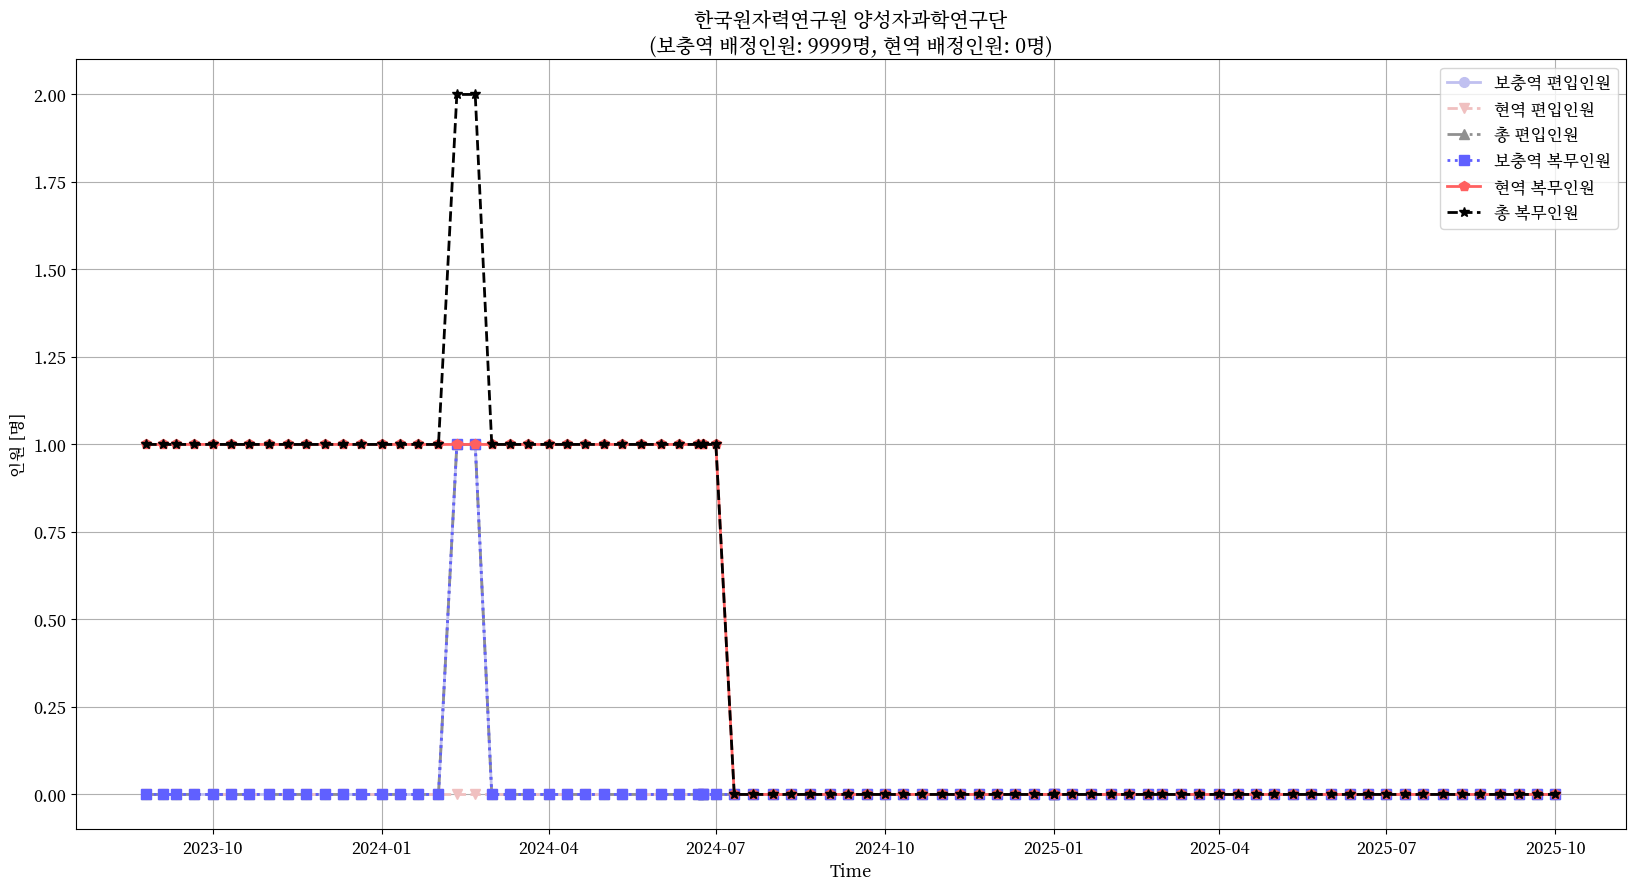 한국원자력연구원 양성자과학연구단
(보충역 배정인원: 9999명, 현역 배정인원: 0명)
보충역 편입인원
현역 편입인원
총 편입인원
보충역 복무인원
현역 복무인원
총 복무인원
인원 [명]
2.00
1.75
1.50
1.25
1.00
0.75
0.50
0.25
0.00
2023-10 2024-01 2024-04 2024-07 2024-10 2025-01 2025-04 2025-07 2025-10
Time